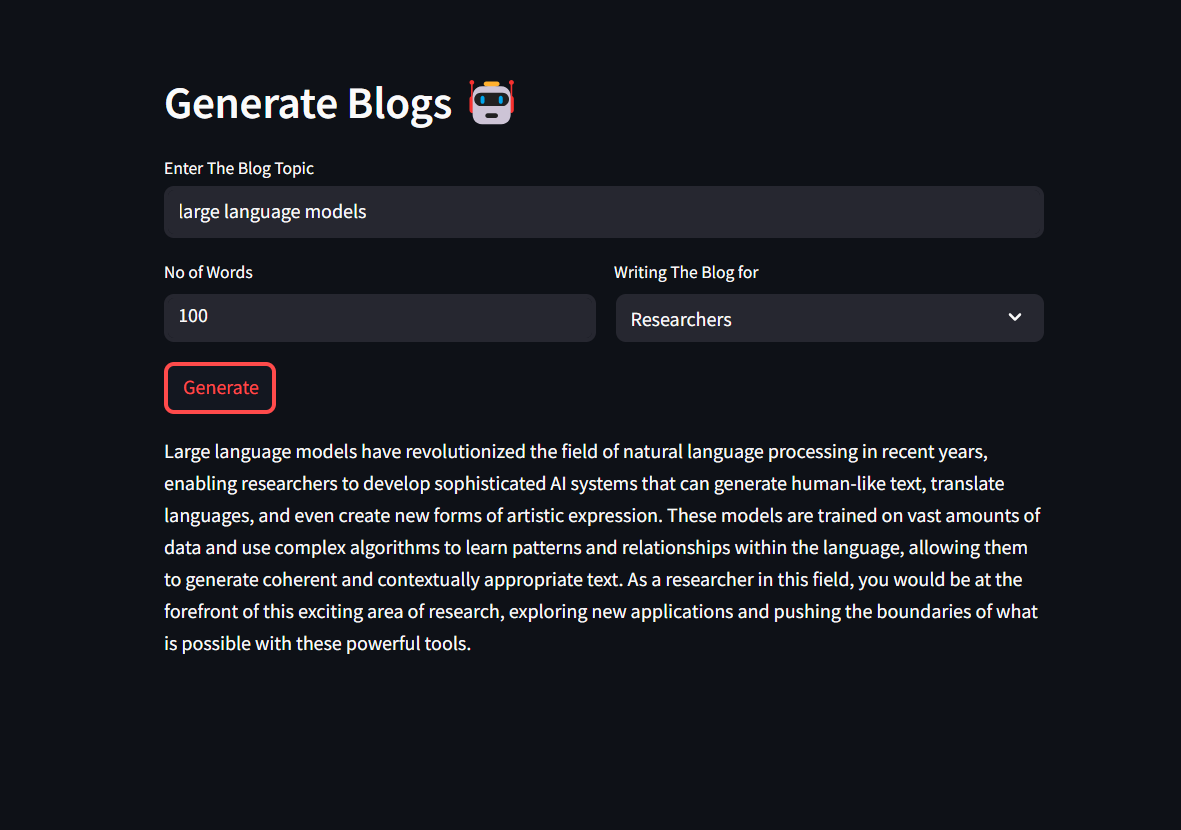 Generate Blogs 🤖
Enter The Blog Topic
large language models
No of Words
Writing The Blog for
100
Researchers
Generate
Large language models have revolutionized the field of natural language processing in recent years,
enabling researchers to develop sophisticated AI systems that can generate human-like text, translate
languages, and even create new forms of artistic expression. These models are trained on vast amounts of
data and use complex algorithms to learn patterns and relationships within the language, allowing them
to generate coherent and contextually appropriate text. As a researcher in this field, you would be at the
forefront of this exciting area of research, exploring new applications and pushing the boundaries of what
is possible with these powerful tools.